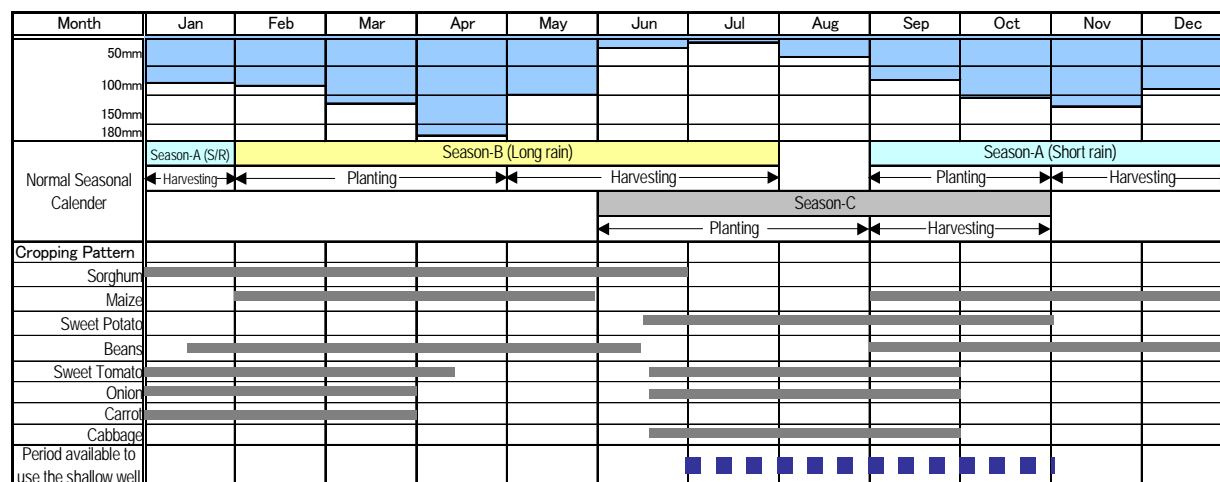 Month Jan Feb Mar Apr May Jun Jul Aug Sep Oct Nov Dec
50mm
100mm
150mm
180mm
Season-A (S/R) Season-B (Long rain) Season-A (Short rain)
Normal Seasonal
Calender
Harvesting Planting Harvesting Planting Harvesting
Season-C
Planting Harvesting
Cropping Pattern
Sorghum
Maize
Sweet Potato
Beans
Sweet Tomato
Onion
Carrot
Cabbage
Period available to
use the shallow well